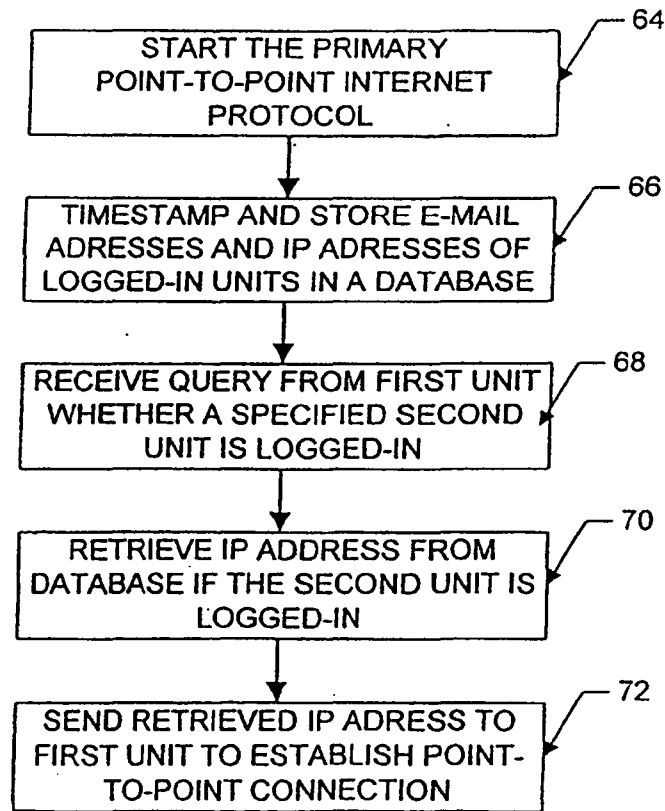 64
START THE PRIMARY
POINT-TO-POINT INTERNET
PROTOCOL
66
TIMESTAMP AND STORE E-MAIL
ADRESSES AND IP ADRESSES OF
LOGGED-IN UNITS IN A DATABASE
68
RECEIVE QUERY FROM FIRST UNIT
WHETHER A SPECIFIED SECOND
UNIT IS LOGGED-IN
70
RETRIEVE IP ADDRESS FROM
DATABASE IF THE SECOND UNIT IS
LOGGED-IN
72
SEND RETRIEVED IP ADRESS TO
FIRST UNIT TO ESTABLISH POINT-
TO-POINT CONNECTION